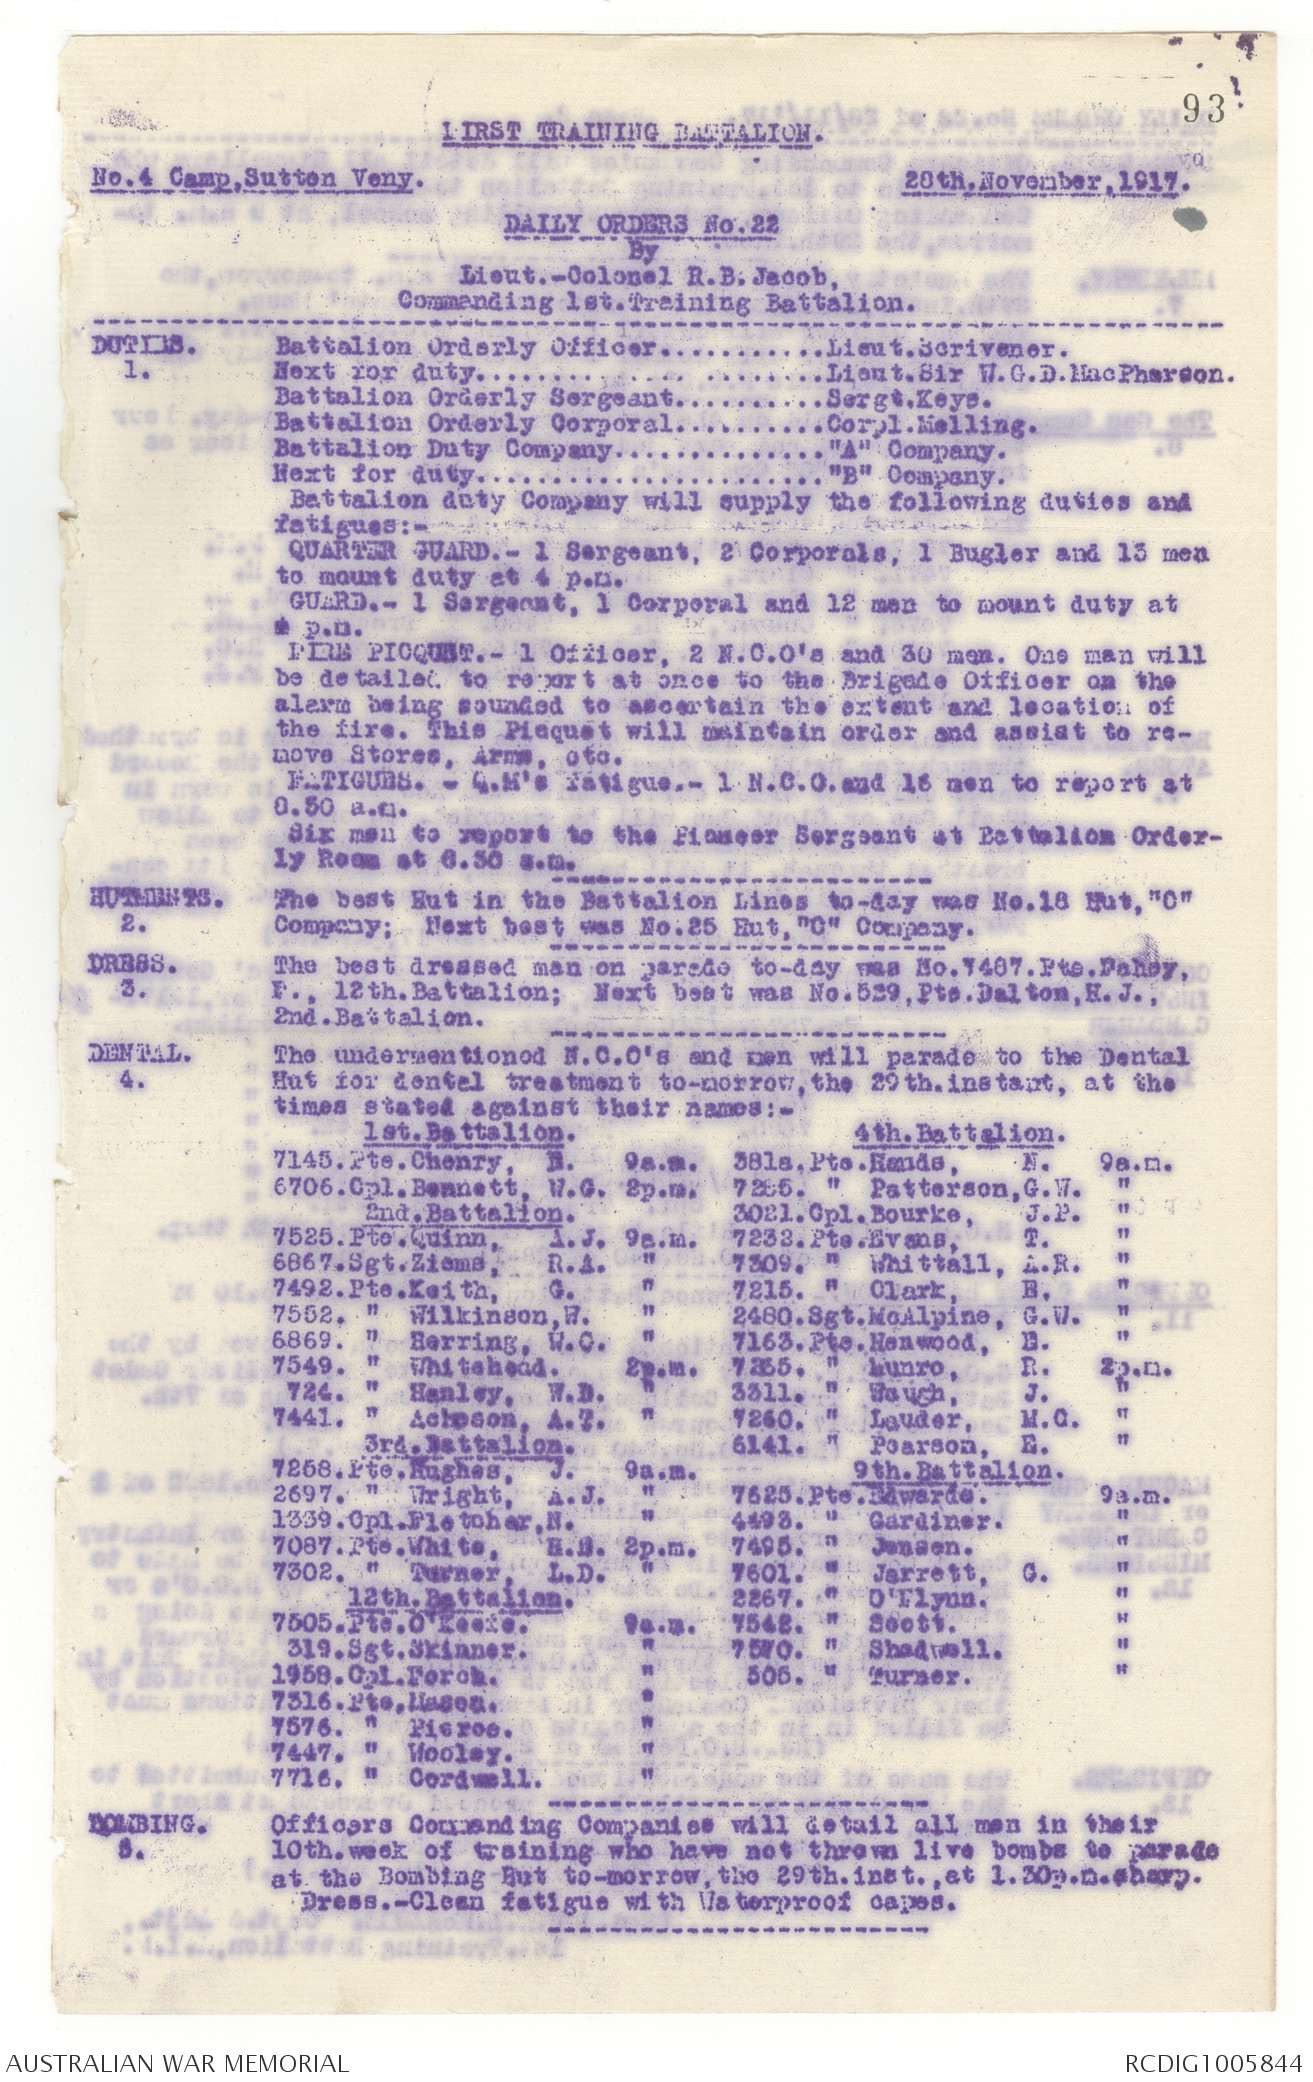 93
FIRST TRAINING BATTALION.
No.4 Camp,Sutton Veny.
28th.November,1917.
DAILY ORDERS No.22
By
Lieut.-Colonel R.B.Jacob,
Commanding 1st.Training Battalion.
DUTIES.
1.
Battalion Orderly Officer...........Lieut.Scrivener.
Next for duty...........Lieut.Sir W.G.D.MacPherson.
Battalion Orderly Sergeant..........Sergt.Keys.
Battalion Orderly Corporal..........Corpl.Melling.
Battalion Duty Company..............."A" Company.
Next for duty........................"B" Company.
Battalion duty Company will supply the following duties and
fatigues:-
QUARTER GUARD.- 1 Sergeant, 2 Corporals, 1 Bugler and 13 men
to mount duty at 4 p.m.
GUARD.- 1 Sergeant, 1 Corporal and 12 men to mount duty at
4 p.m.
FIRE PICQUET.- 1 Officer, 2 N.C.O's and 30 men. One man will
be detailed to report at once to the Brigade Officer on the
alarm being sounded to ascertain the extent and location of
the fire. This Picquet will maintain order and assist to re-
move Stores, Arms, etc.
FATIGUES. - Q.M's fatigue.- 1 N.C.O.and 16 men to report at
6.30 a.m.
Six men to report to the Pioneer Sergeant at Battalion Order-
ly Room at 6.30 a.m.
HUTMENTS.
2.
The best Hut in the Battalion Lines to-day was No.18 Hut,"C"
Company; Next best was No.25 Hut,"C" Company.
DRESS.
3.
The best dressed man on parade to-day was No.7487.Pte.Fahey,
F., 12th.Battalion; Next best was No.529,Pte.Dalton,H.J.,
2nd.Battalion.
DENTAL.
4.
The undermentioned N.C.O's and men will parade to the Dental
Hut for dental treatment to-morrow,the 29th.instant, at the
times stated against their names:-
1st.Battalion.
7145.Pte.Chenry, E. 9a.m.
6706.Cpl.Bennett, W.G. 2p.m.
2nd.Battalion.
7525.Pte.Quinn, A.J. 9a.m.
6867.Sgt.Ziems, R.A. "
7492.Pte.Keith, G. "
7552. " Wilkinson,W. "
6869. " Herring, W.C. "
7549. " Whitehead. 2p.m.
724. " Hanley, W.D. "
7441. " Acheson, A.T. "
3rd.Battalion.
7258.Pte.Hughes, J. 9a.m.
2697. " Wright, A.J. "
1339.Cpl.Fletcher,N. "
7087.Pte.White, H.B. 2p.m.
7302. " Turner, L.D. "
12th.Battalion.
7505.Pte.O'Keefe. 9a.m.
319.Sgt.Skinner. "
1958.Cpl.Forch. "
7316.Pte.Mason. "
7576. " Pierce. "
7447. " Wooley. "
7716. " Cordwell. "
4th.Battalion.
381a.Pte.Hands, N. 9a.m.
7285. " Patterson,G.W. "
3021.Cpl.Bourke, J.P. "
7233.Pte.Evans, T. "
7309. " Whittall, A.R. "
7215. " Clark, E. "
2480.Sgt.McAlpine, G.W. "
7163.Pte.Henwood, E. "
7265. " Munro, R. 2p.m.
3311. " Waugh, J. "
7260. " Lauder, M.C. "
6141. " Pearson, E. "
9th.Battalion.
7625.Pte.Edwards. 9a.m.
4493. " Gardiner. "
7495. " Jensen. "
7601. " Jarrett, G. "
2267. " O'Flynn. "
7542. " Scott. "
7570. " Shadwell. "
505. " Turner. "
BOMBING.
5.
Officers Commanding Companies will detail all men in their
10th.week of training who have not thrown live bombs to parade
at the Bombing Hut to-morrow,the 29th.inst.,at 1.30p.m.sharp.
Dress.-Clean fatigue with Waterproof capes.
AUSTRALIAN WAR MEMORIAL
RCDIG1005844